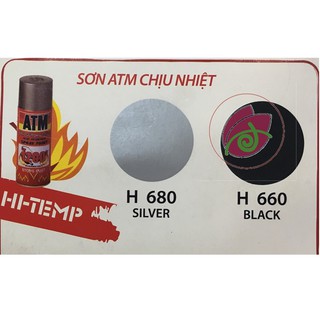 SƠN ATM CHỊU NHIỆT
ATM
HI-TEMP
H 680
SILVER
H 660
BLACK